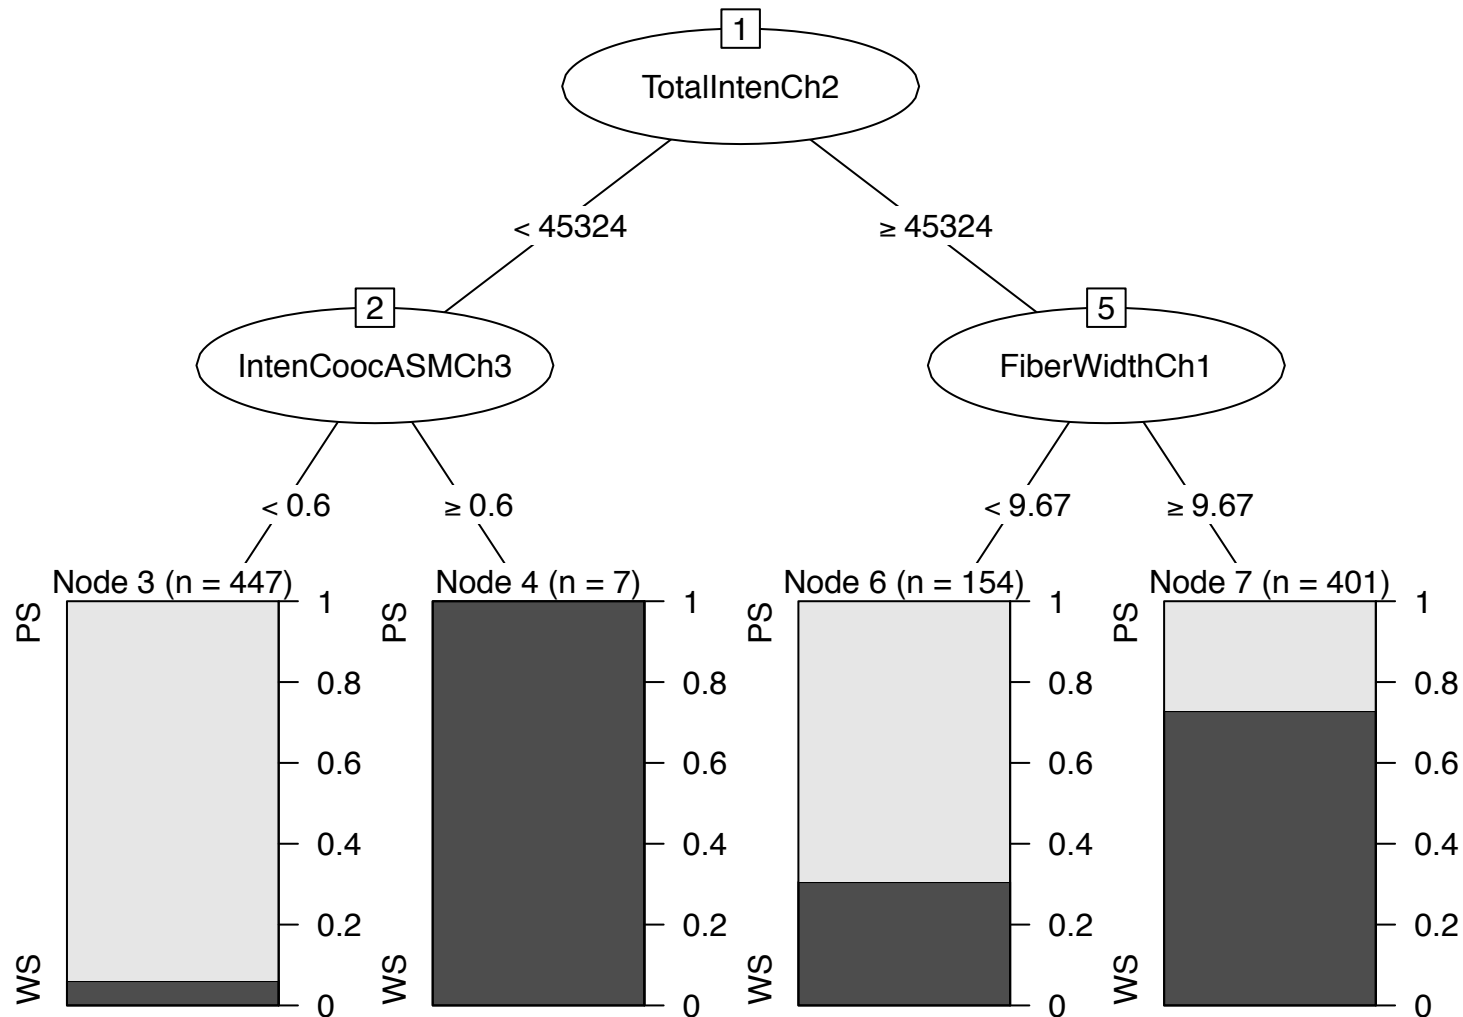 1
TotalIntenCh2
< 45324
≥ 45324
2
IntenCoocASMCh3
5
FiberWidthCh1
< 0.6
≥ 0.6
< 9.67
≥ 9.67
Node 3 (n = 447)
PS
WS
1
0.8
0.6
0.4
0.2
0
Node 4 (n = 7)
PS
WS
1
0.8
0.6
0.4
0.2
0
Node 6 (n = 154)
PS
WS
1
0.8
0.6
0.4
0.2
0
Node 7 (n = 401)
PS
WS
1
0.8
0.6
0.4
0.2
0